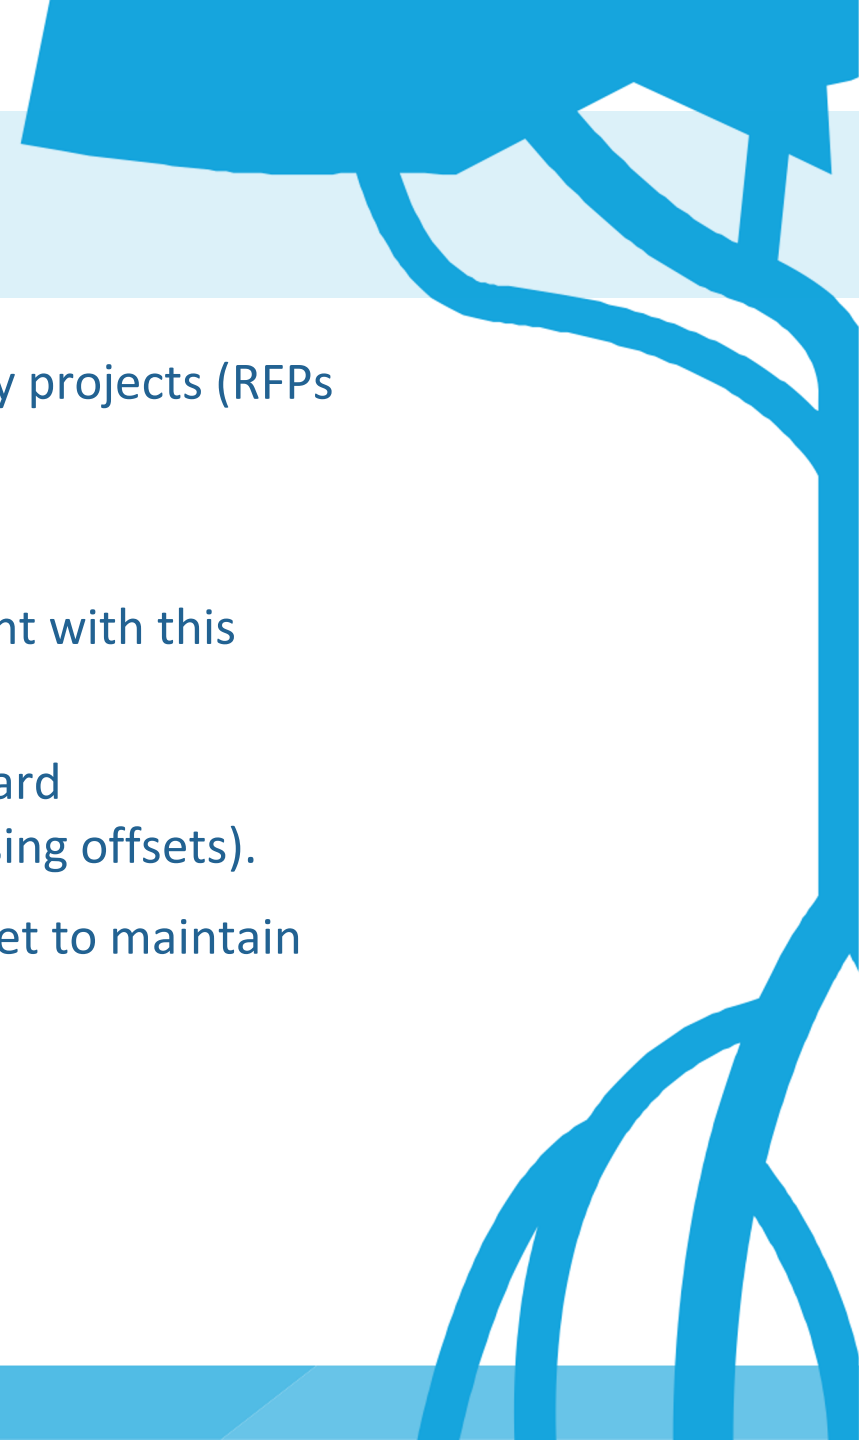 y projects (RFPs
nt with this
ard
sing offsets).
et to maintain